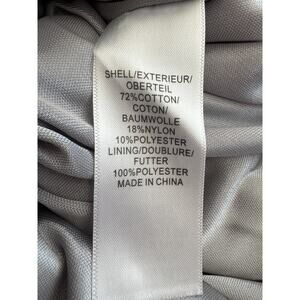 SHELL/EXTERIEUR/
OBERTEIL
72%COTTON/
COTON/
BAUMWOLLE
18%NYLON
10%POLYESTER
LINING/DOUBLURE/
FUTTER
100%POLYESTER
MADE IN CHINA